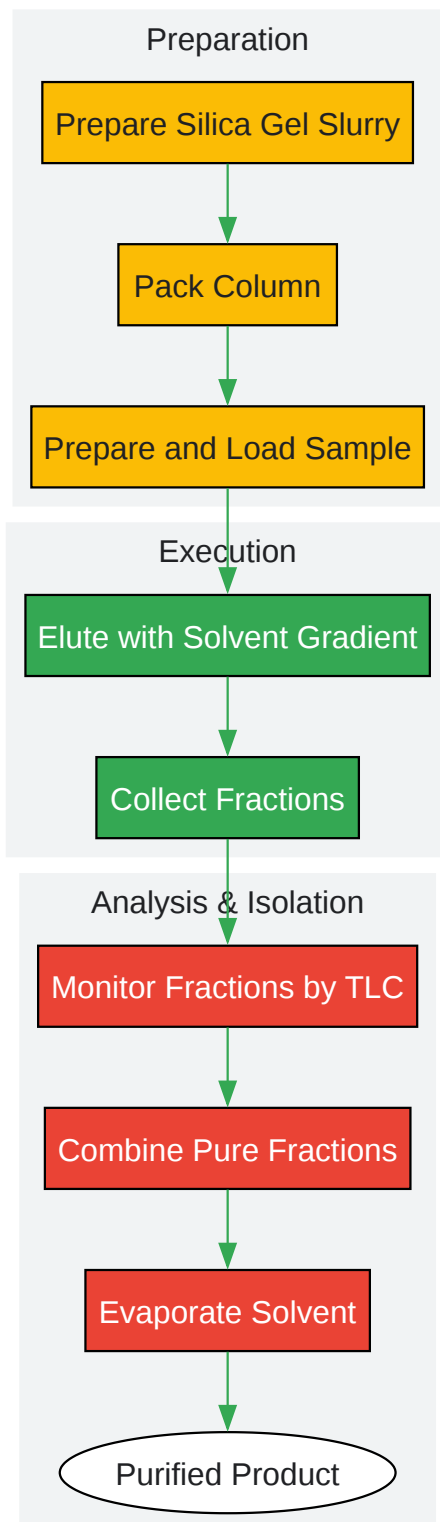 Preparation
Prepare Silica Gel Slurry
Pack Column
Prepare and Load Sample
Execution
Elute with Solvent Gradient
Collect Fractions
Analysis & Isolation
Monitor Fractions by TLC
Combine Pure Fractions
Evaporate Solvent
Purified Product